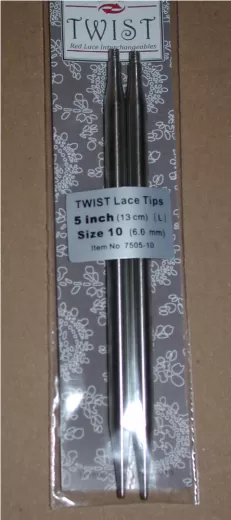 TWIST
Red Lace Interchangeables
TWIST Lace Tips
5 inch (13 cm) (L)
Size 10 (6.0 mm)
Item No. 7505-10